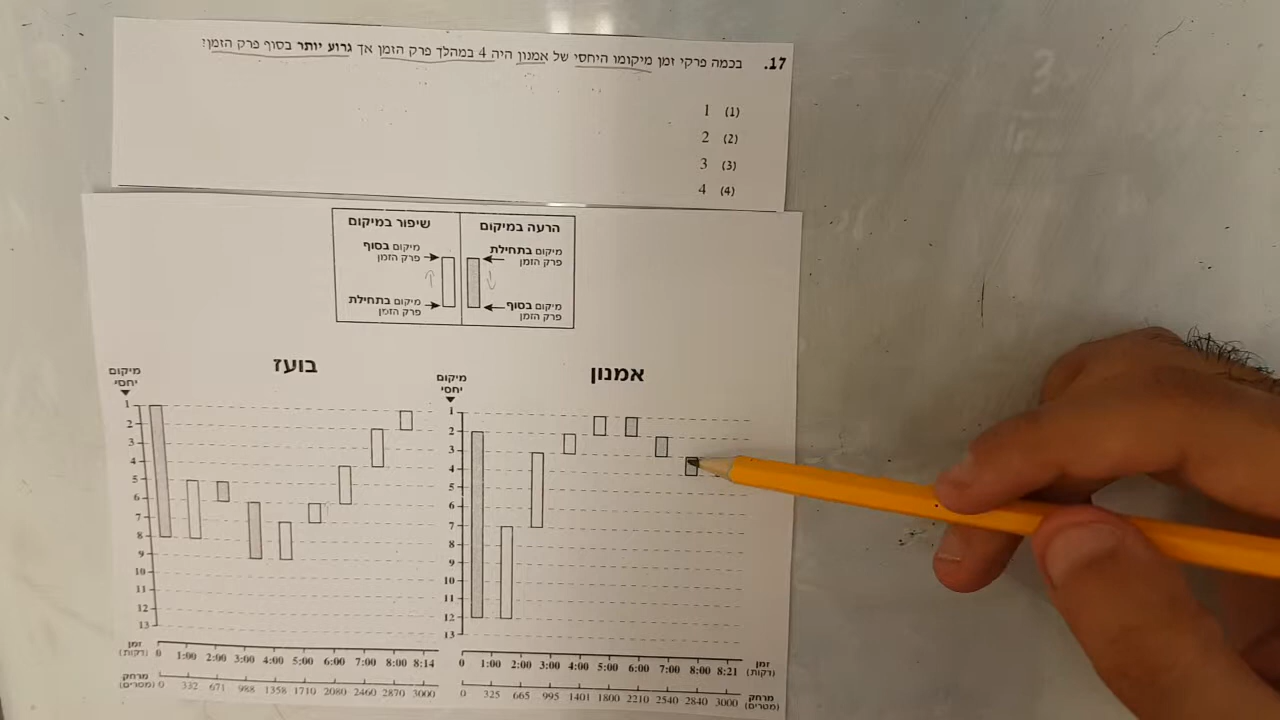 17. בכמה פרקי זמן מיקומו היחסי של אמנון היה 4 במהלך פרק הזמן אך גרוע יותר בסוף פרק הזמן?
(1) 1
(2) 2
(3) 3
(4) 4
הרעה במיקום
מיקום בתחילת
פרק הזמן
מיקום בסוף
פרק הזמן
שיפור במיקום
מיקום בסוף
פרק הזמן
מיקום בתחילת
פרק הזמן
אמנון
מיקום
יחסי
1
2
3
4
5
6
7
8
9
10
11
12
13
זמן
(דקות)
0 1:00 2:00 3:00 4:00 5:00 6:00 7:00 8:00 8:21
מרחק
(מטרים)
0 325 665 995 1401 1800 2210 2540 2840 3000
בועז
מיקום
יחסי
1
2
3
4
5
6
7
8
9
10
11
12
13
זמן
(דקות)
0 1:00 2:00 3:00 4:00 5:00 6:00 7:00 8:00 8:14
מרחק
(מטרים)
0 332 671 988 1358 1710 2080 2460 2870 3000